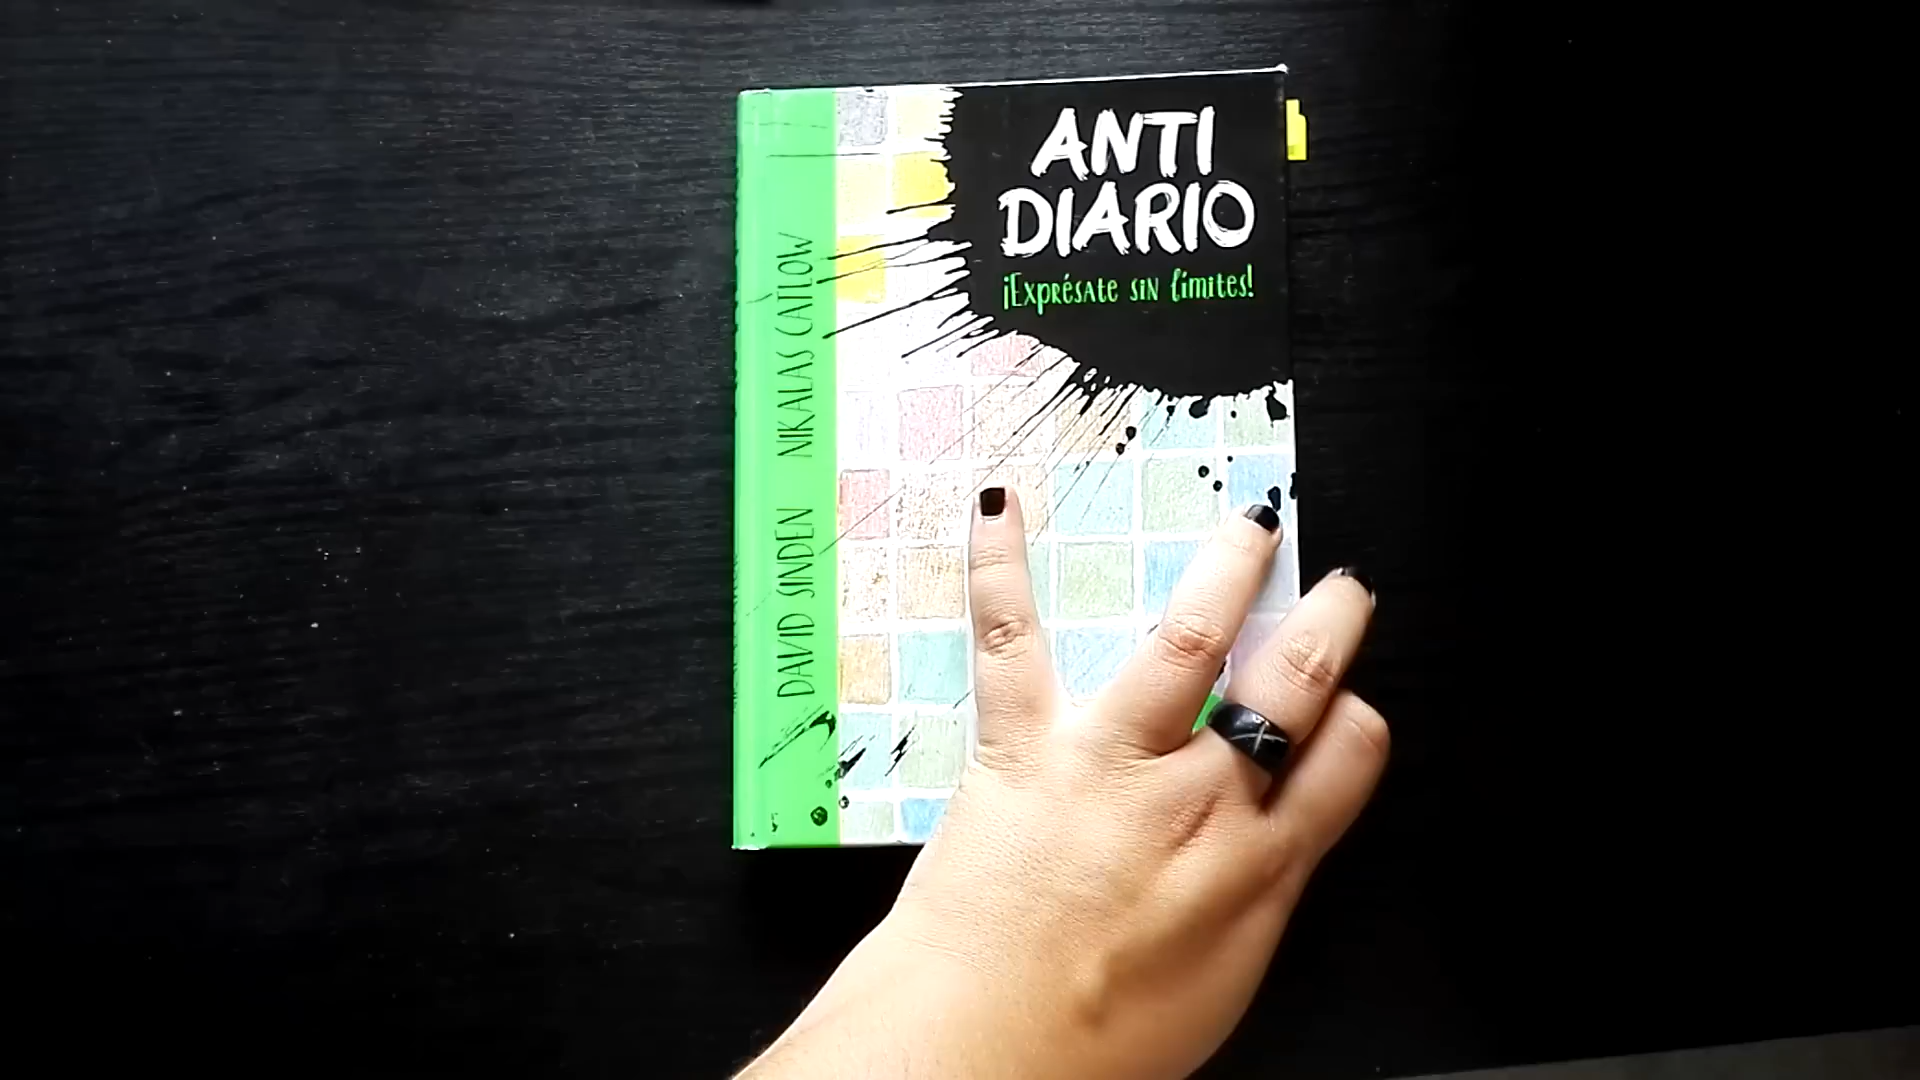 ANTI
DIARIO
¡Exprésate sin límites!
DAVID SINDEN NIKALAS CATLOW